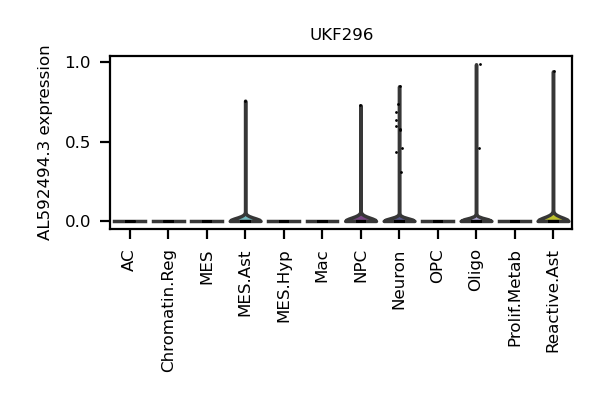 UKF296
AL592494.3 expression
1.0
0.5
0.0
AC
Chromatin.Reg
MES
MES.Ast
MES.Hyp
Mac
NPC
Neuron
OPC
Oligo
Prolif.Metab
Reactive.Ast